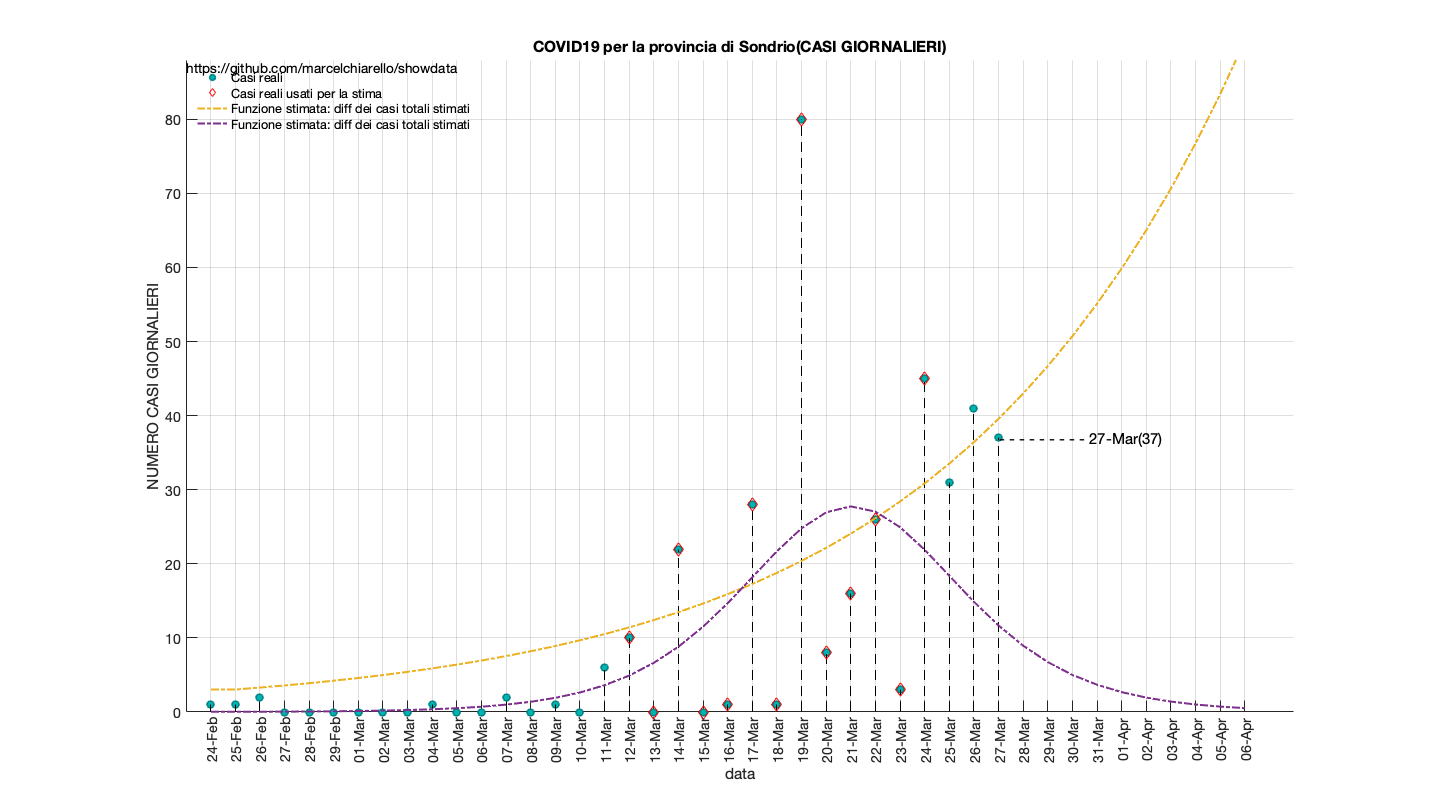 COVID19 per la provincia di Sondrio(CASI GIORNALIERI)
https://github.com/marcelchiarello/showdata
Casi reali
Casi reali usati per la stima
Funzione stimata: diff dei casi totali stimati
Funzione stimata: diff dei casi totali stimati
NUMERO CASI GIORNALIERI
80
70
60
50
40
30
20
10
0
27-Mar(37)
24-Feb
25-Feb
26-Feb
27-Feb
28-Feb
29-Feb
01-Mar
02-Mar
03-Mar
04-Mar
05-Mar
06-Mar
07-Mar
08-Mar
09-Mar
10-Mar
11-Mar
12-Mar
13-Mar
14-Mar
15-Mar
16-Mar
17-Mar
18-Mar
19-Mar
20-Mar
21-Mar
22-Mar
23-Mar
24-Mar
25-Mar
26-Mar
27-Mar
28-Mar
29-Mar
30-Mar
31-Mar
01-Apr
02-Apr
03-Apr
04-Apr
05-Apr
06-Apr
data